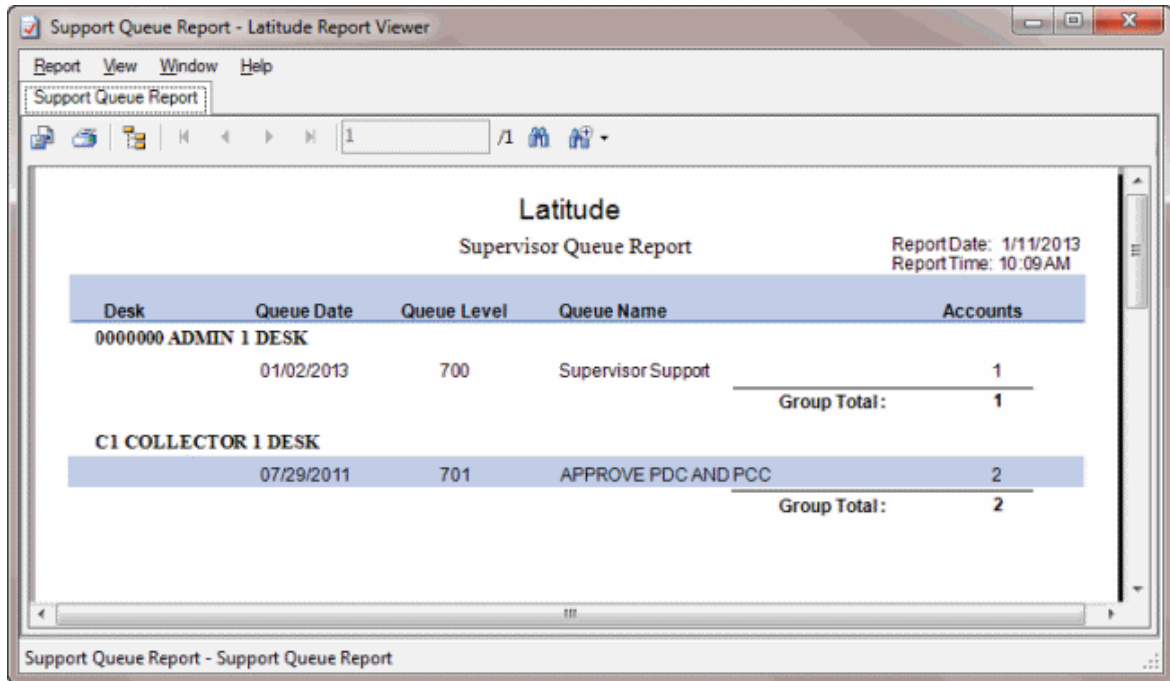 Support Queue Report - Latitude Report Viewer
Report View Window Help
Support Queue Report
1 /1
Latitude
Supervisor Queue Report
Report Date: 1/11/2013
Report Time: 10:09AM
Desk Queue Date Queue Level Queue Name Accounts
0000000 ADMIN 1 DESK
01/02/2013 700 Supervisor Support 1
Group Total: 1
C1 COLLECTOR 1 DESK
07/29/2011 701 APPROVE PDC AND PCC 2
Group Total: 2
Support Queue Report - Support Queue Report